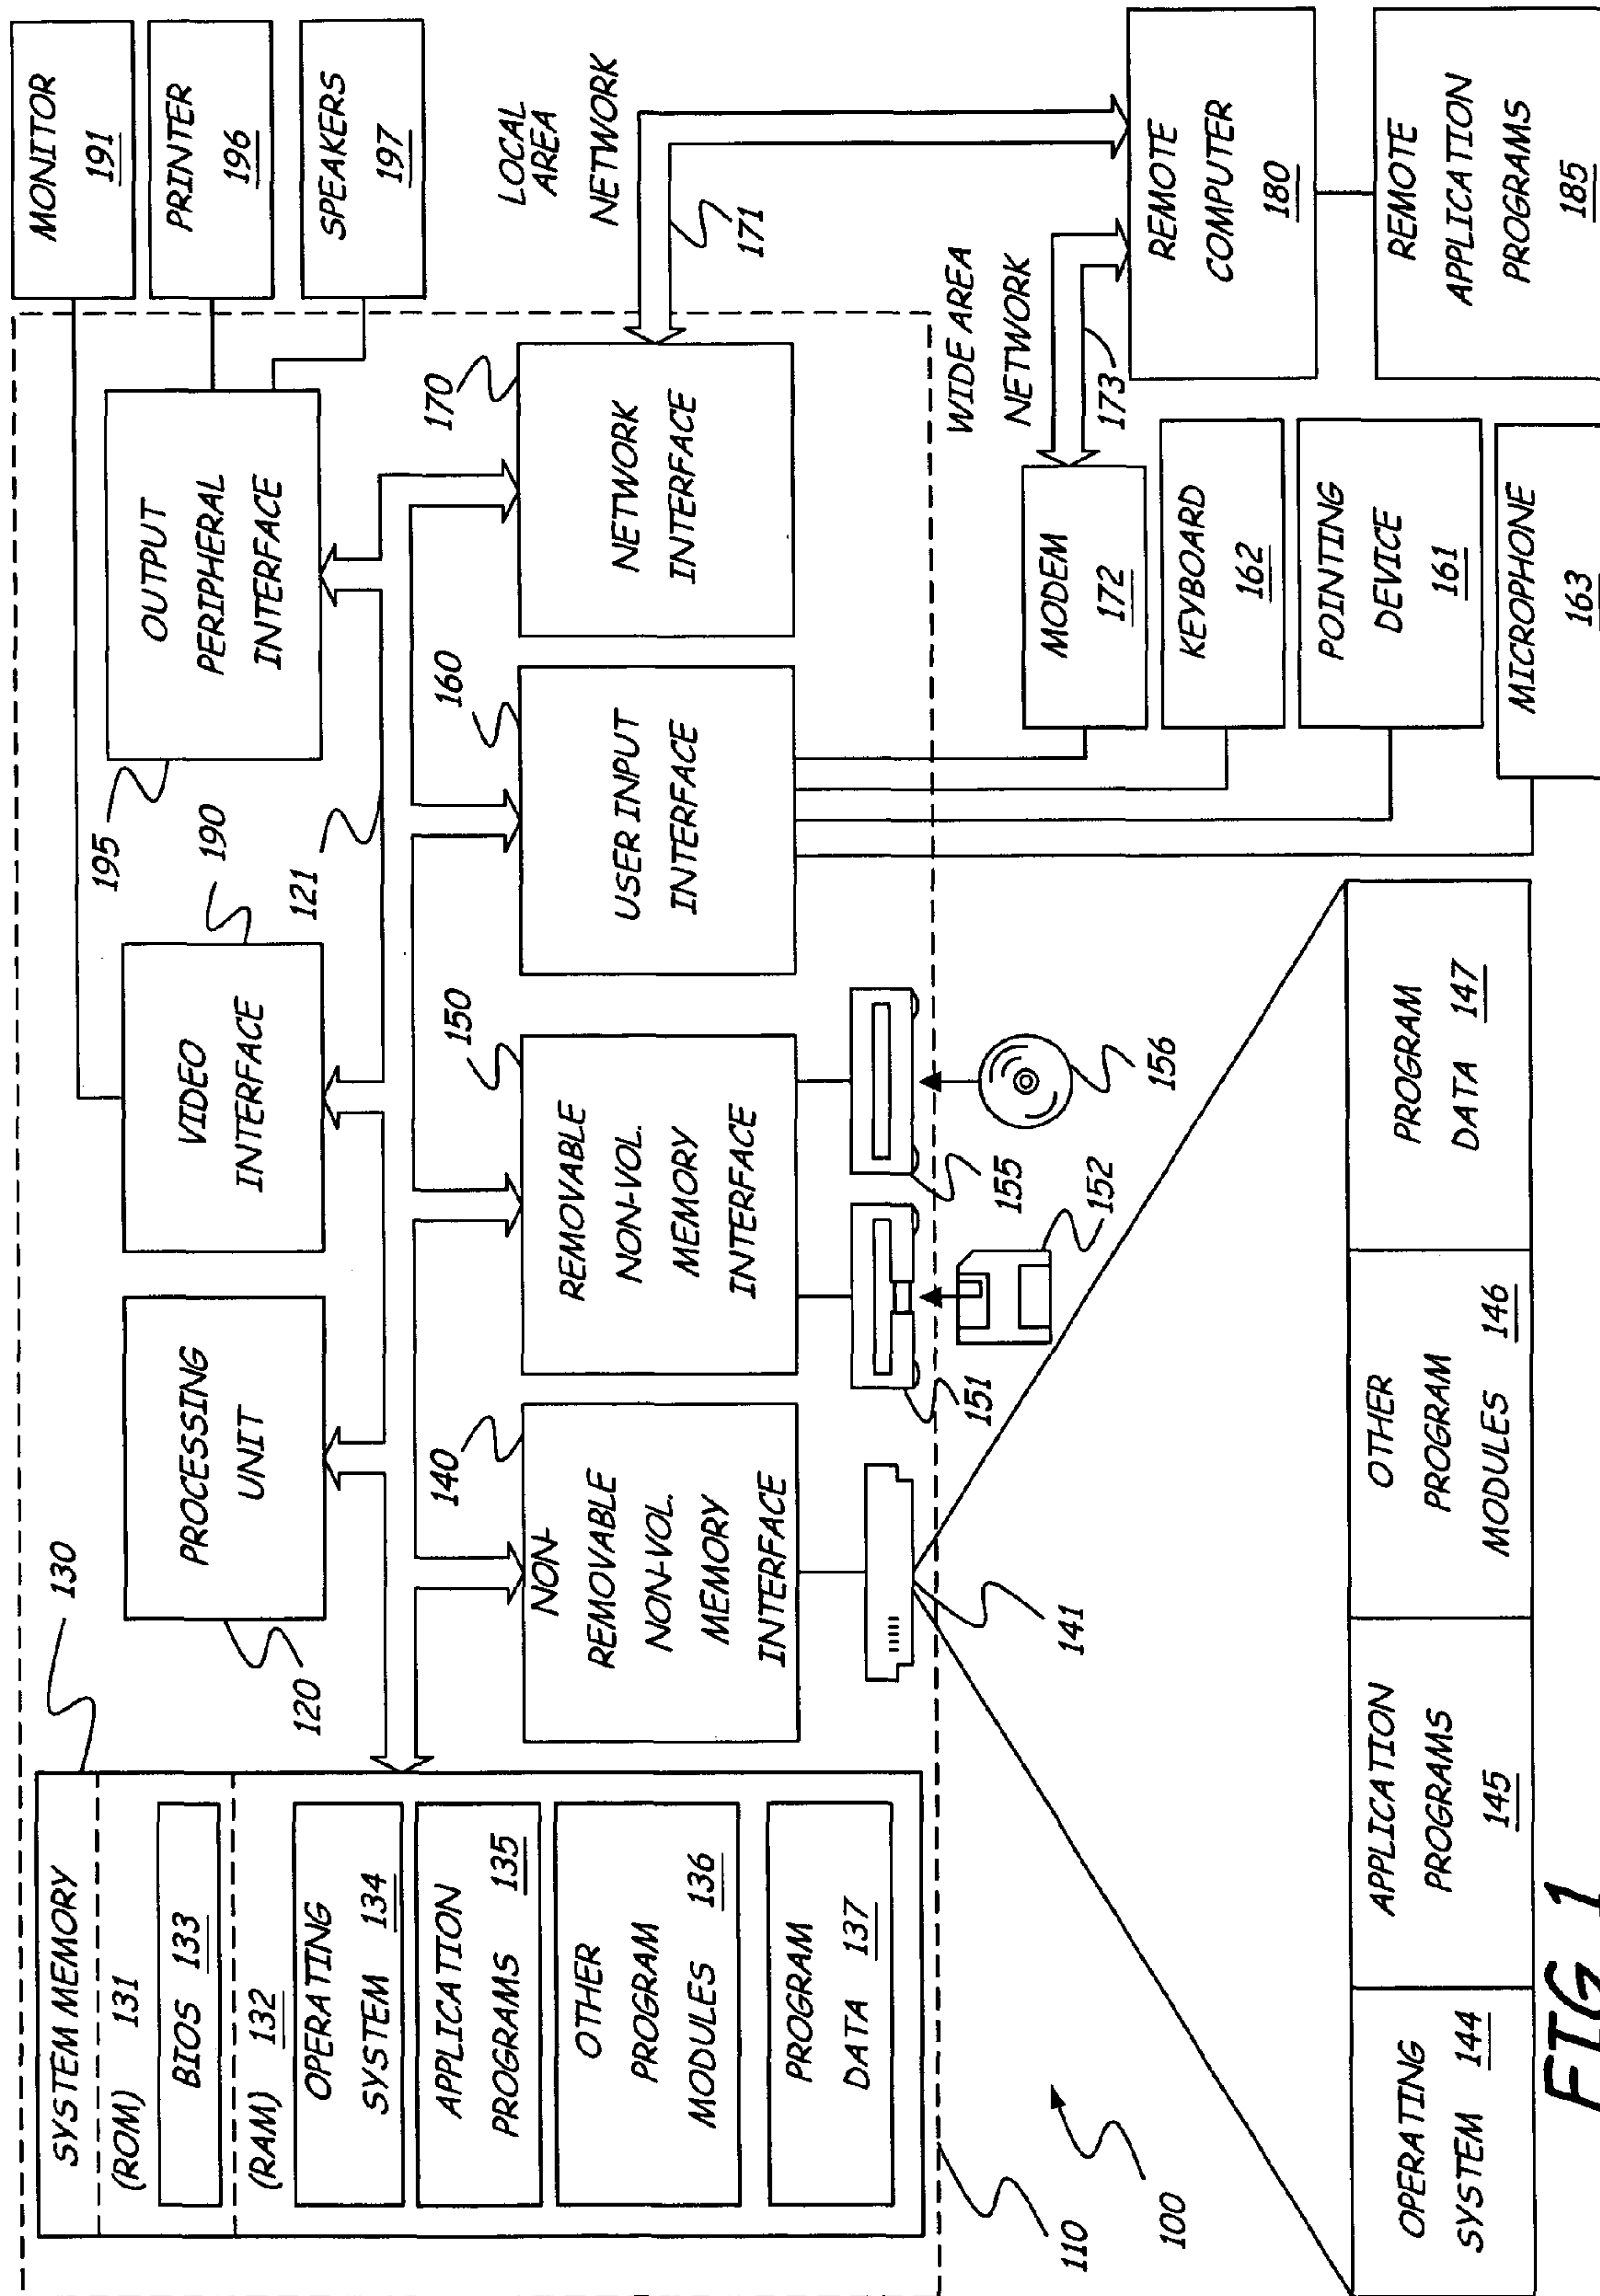 SYSTEM MEMORY
(ROM) 131
BIOS 133
(RAM) 132
OPERATING
SYSTEM 134
APPLICATION
PROGRAMS 135
OTHER
PROGRAM
MODULES 136
PROGRAM
DATA 137
130
PROCESSING
UNIT
120
VIDEO
INTERFACE
190
OUTPUT
PERIPHERAL
INTERFACE
195
121
MONITOR
191
PRINTER
196
SPEAKERS
197
NON-
REMOVABLE
NON-VOL.
MEMORY
INTERFACE
140
REMOVABLE
NON-VOL.
MEMORY
INTERFACE
150
USER INPUT
INTERFACE
160
NETWORK
INTERFACE
170
LOCAL
AREA
NETWORK
171
141
151
155
152
156
WIDE AREA
NETWORK
173
MODEM
172
KEYBOARD
162
POINTING
DEVICE
161
MICROPHONE
163
REMOTE
COMPUTER
180
REMOTE
APPLICATION
PROGRAMS
185
110
100
OPERATING
SYSTEM 144
APPLICATION
PROGRAMS
145
OTHER
PROGRAM
MODULES 146
PROGRAM
DATA 147
FIG 1